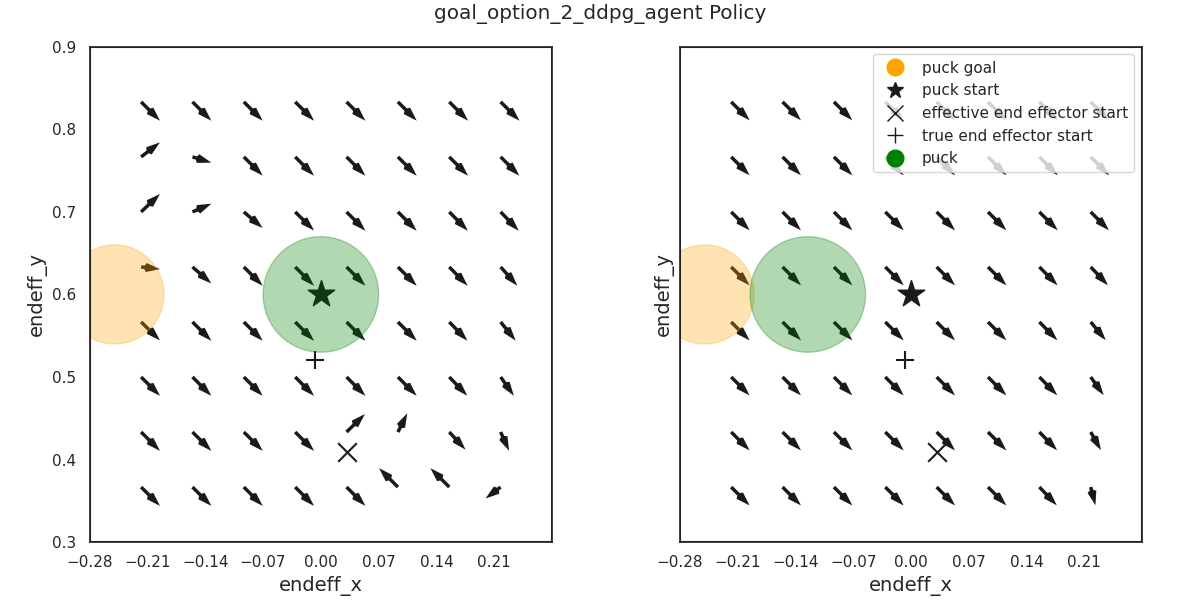 goal_option_2_ddpg_agent Policy
0.9
0.8
0.7
0.6
0.5
0.4
0.3
endeff_y
−0.28 −0.21 −0.14 −0.07 0.00 0.07 0.14 0.21
endeff_x
puck goal
puck start
effective end effector start
true end effector start
puck
endeff_y
−0.28 −0.21 −0.14 −0.07 0.00 0.07 0.14 0.21
endeff_x